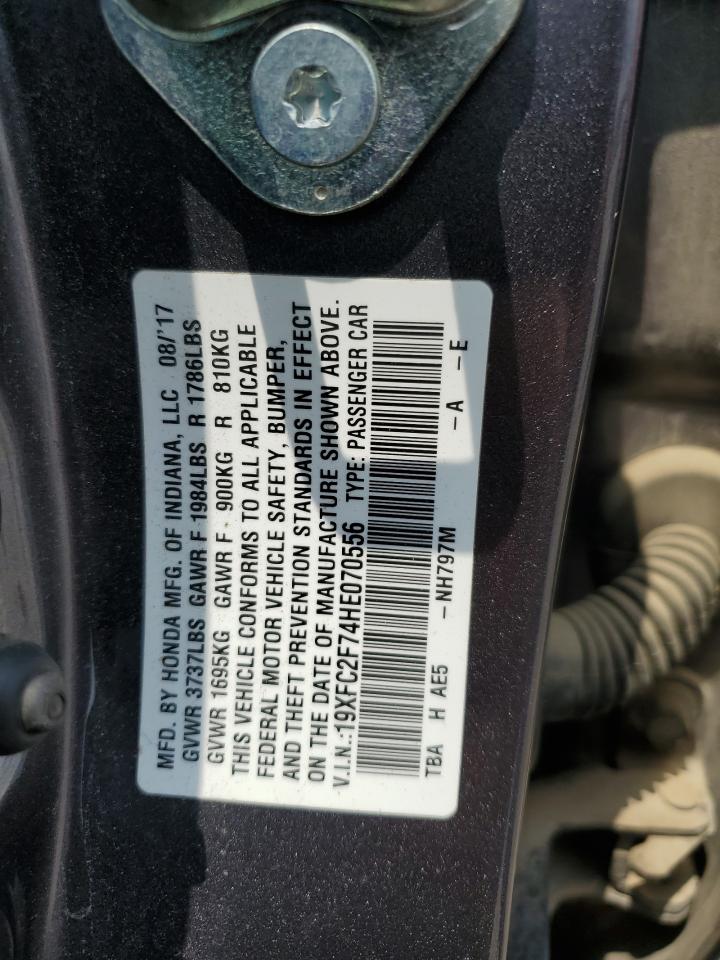 MFD. BY HONDA MFG. OF INDIANA, LLC 08/'17
GVWR 3737LBS GAWR F 1984LBS R 1786LBS
GVWR 1695KG GAWR F 900KG R 810KG
THIS VEHICLE CONFORMS TO ALL APPLICABLE
FEDERAL MOTOR VEHICLE SAFETY, BUMPER,
AND THEFT PREVENTION STANDARDS IN EFFECT
ON THE DATE OF MANUFACTURE SHOWN ABOVE.
V.I.N.:19XFC2F74HE070556 TYPE: PASSENGER CAR
TBA H AE5 -NH797M -A -E